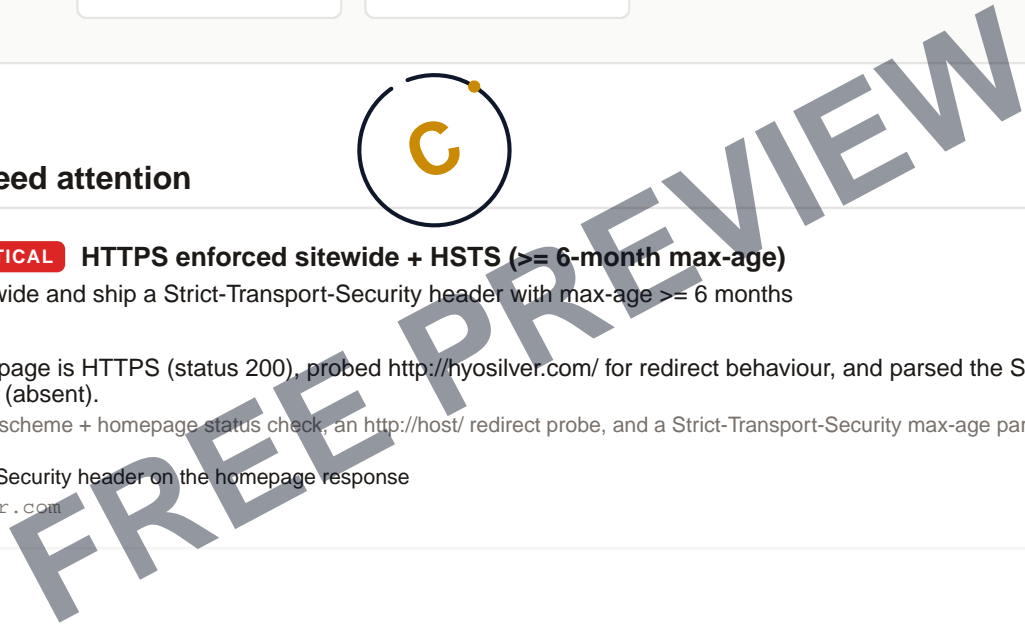 C
eed attention
TICAL HTTPS enforced sitewide + HSTS (>= 6-month max-age)
wide and ship a Strict-Transport-Security header with max-age >= 6 months
page is HTTPS (status 200), probed http://hyosilver.com/ for redirect behaviour, and parsed the S
(absent).
scheme + homepage status check, an http://host/ redirect probe, and a Strict-Transport-Security max-age par
Security header on the homepage response
r.com
FREE PREVIEW